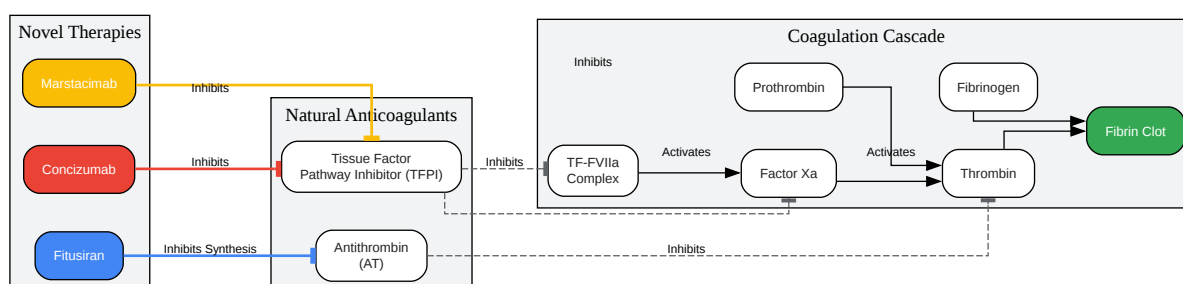 Novel Therapies
Marstacimab
Inhibits
Concizumab
Inhibits
Fitusiran
Inhibits Synthesis
Natural Anticoagulants
Tissue Factor
Pathway Inhibitor (TFPI)
Inhibits
Antithrombin
(AT)
Inhibits
Coagulation Cascade
Inhibits
Prothrombin
Fibrinogen
Fibrin Clot
TF-FVIIa
Complex
Activates
Factor Xa
Activates
Thrombin